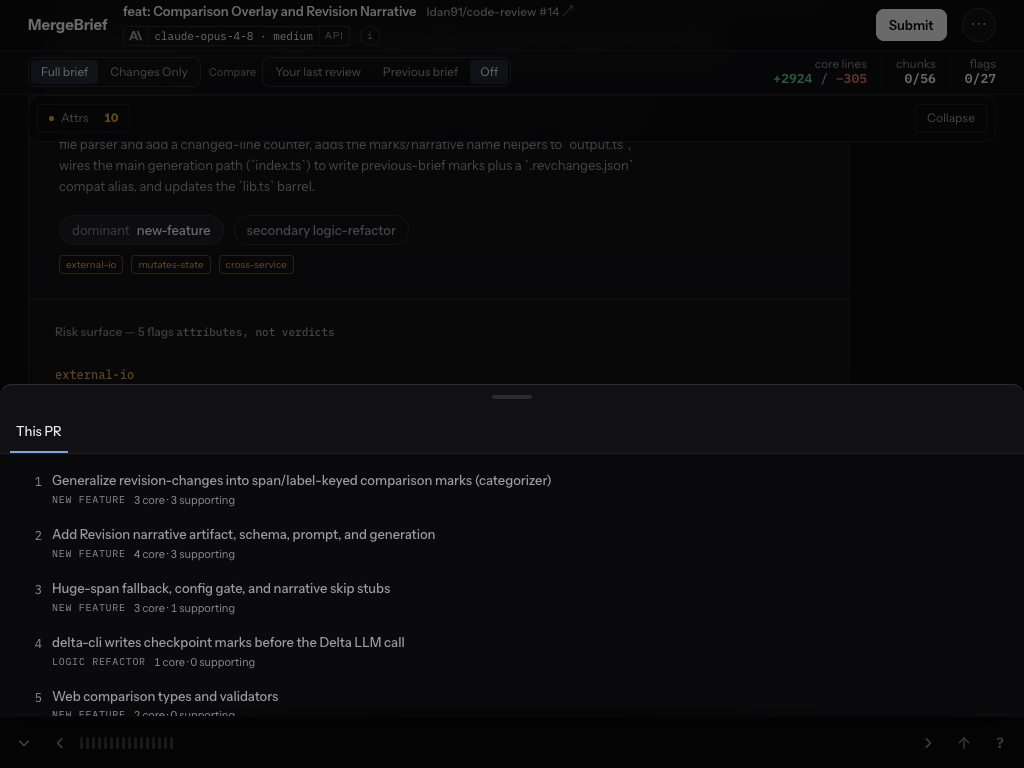 MergeBrief
feat: Comparison Overlay and Revision Narrative ldan91/code-review #14 ↗
claude-opus-4-8 · medium API i
Submit
···
Full brief Changes Only Compare Your last review Previous brief Off
core lines chunks flags
+2924 / −305 0/56 0/27
Attrs 10
Collapse
file parser and add a changed-line counter, adds the marks/narrative name helpers to `output.ts`,
wires the main generation path (`index.ts`) to write previous-brief marks plus a `.revchanges.json`
compat alias, and updates the `lib.ts` barrel.
dominant new-feature secondary logic-refactor
external-io mutates-state cross-service
Risk surface — 5 flags attributes, not verdicts
external-io
This PR
1 Generalize revision-changes into span/label-keyed comparison marks (categorizer)
NEW FEATURE 3 core · 3 supporting
2 Add Revision narrative artifact, schema, prompt, and generation
NEW FEATURE 4 core · 3 supporting
3 Huge-span fallback, config gate, and narrative skip stubs
NEW FEATURE 3 core · 1 supporting
4 delta-cli writes checkpoint marks before the Delta LLM call
LOGIC REFACTOR 1 core · 0 supporting
5 Web comparison types and validators
NEW FEATURE 2 core · 0 supporting
?